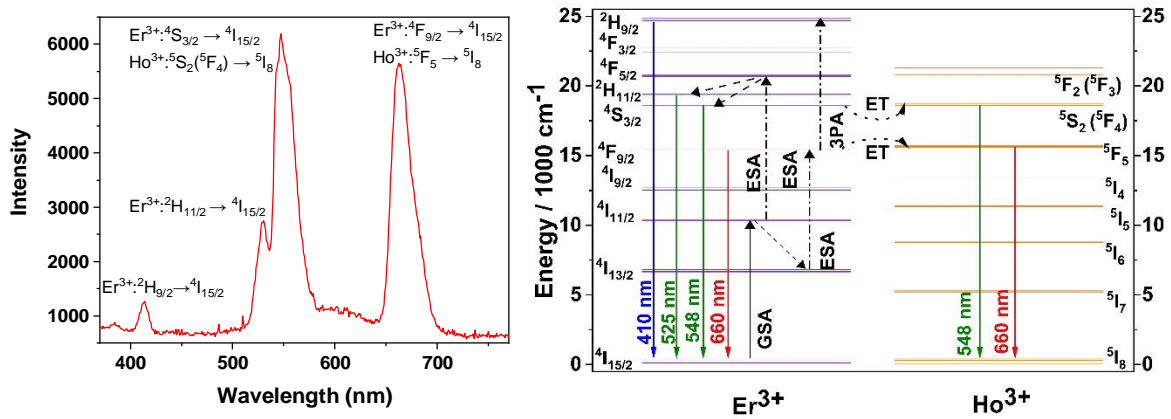 Er³⁺:⁴S₃/₂ → ⁴I₁₅/₂
Ho³⁺:⁵S₂(⁵F₄) → ⁵I₈
Er³⁺:⁴F₉/₂ → ⁴I₁₅/₂
Ho³⁺:⁵F₅ → ⁵I₈
Er³⁺:²H₁₁/₂ → ⁴I₁₅/₂
Er³⁺:²H₉/₂→⁴I₁₅/₂
6000
5000
4000
3000
2000
1000
Intensity
400
500
600
700
Wavelength (nm)
25
20
15
10
5
0
Energy / 1000 cm⁻¹
²H₉/₂
⁴F₃/₂
⁴F₅/₂
²H₁₁/₂
⁴S₃/₂
⁴F₉/₂
⁴I₉/₂
⁴I₁₁/₂
⁴I₁₃/₂
⁴I₁₅/₂
410 nm
525 nm
548 nm
660 nm
GSA
ESA
ESA
ESA
3PA
ET
ET
Er³⁺
⁵F₂ (⁵F₃)
⁵S₂ (⁵F₄)
⁵F₅
⁵I₄
⁵I₅
⁵I₆
⁵I₇
⁵I₈
548 nm
660 nm
Ho³⁺
25
20
15
10
5
0